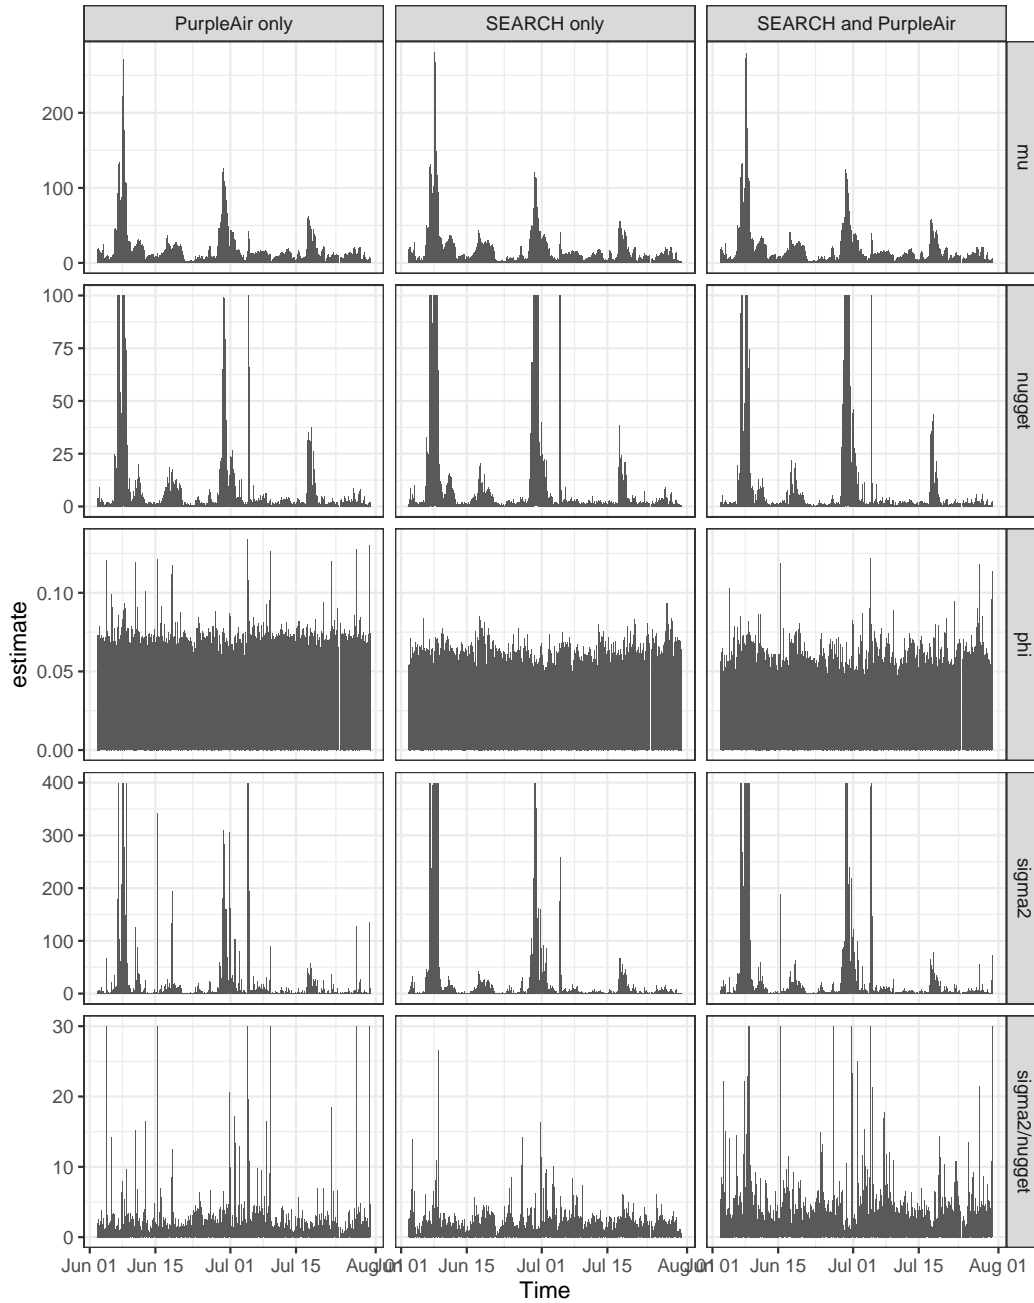 PurpleAir only SEARCH only SEARCH and PurpleAir
200
100
0
mu
100
75
50
25
0
nugget
0.10
0.05
0.00
phi
400
300
200
100
0
sigma2
30
20
10
0
sigma2/nugget
estimate
Jun 01 Jun 15 Jul 01 Jul 15 Aug 01 Jun 01 Jun 15 Jul 01 Jul 15 Aug 01 Jun 01 Jun 15 Jul 01 Jul 15 Aug 01
Time